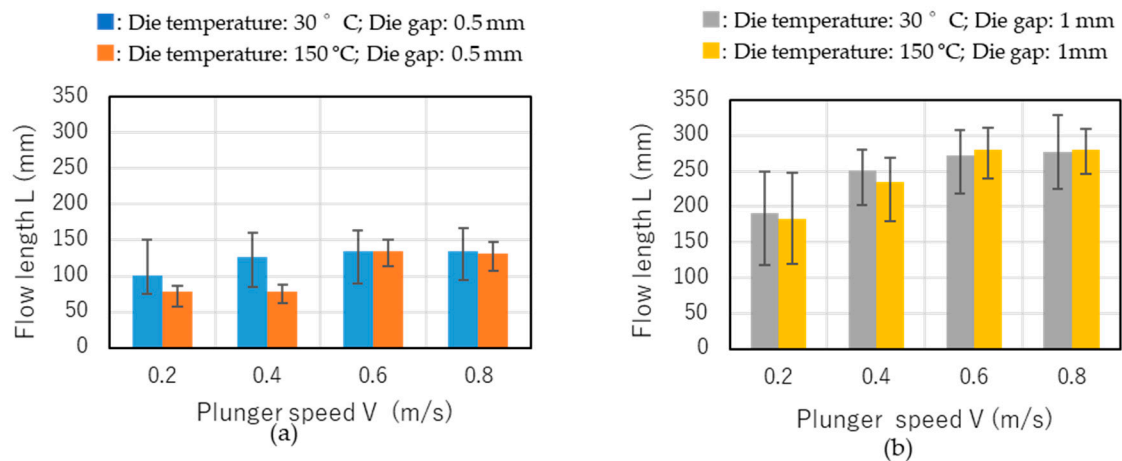 : Die temperature: 30 ° C; Die gap: 0.5 mm
: Die temperature: 150 °C; Die gap: 0.5 mm
350
300
250
200
150
100
50
0
Flow length L (mm)
0.2 0.4 0.6 0.8
Plunger speed V (m/s)
(a)
: Die temperature: 30 ° C; Die gap: 1 mm
: Die temperature: 150 °C; Die gap: 1mm
350
300
250
200
150
100
50
0
Flow length L (mm)
0.2 0.4 0.6 0.8
Plunger speed V (m/s)
(b)